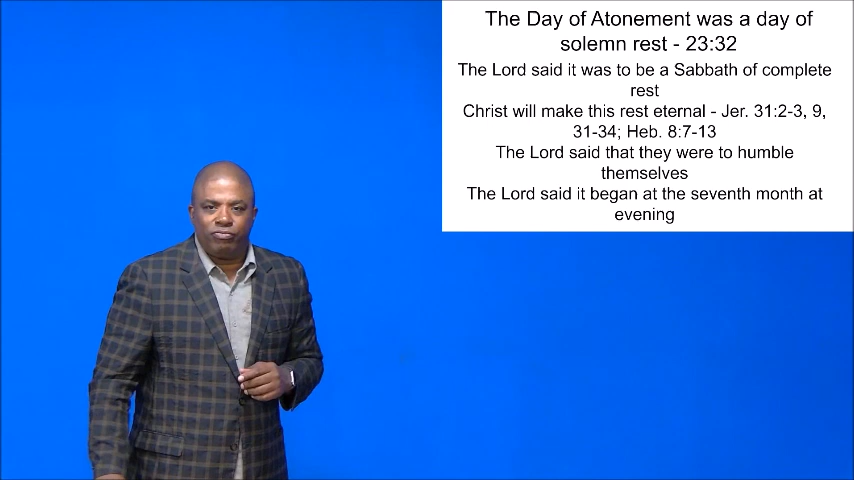 The Day of Atonement was a day of
solemn rest - 23:32
The Lord said it was to be a Sabbath of complete
rest
Christ will make this rest eternal - Jer. 31:2-3, 9,
31-34; Heb. 8:7-13
The Lord said that they were to humble
themselves
The Lord said it began at the seventh month at
evening